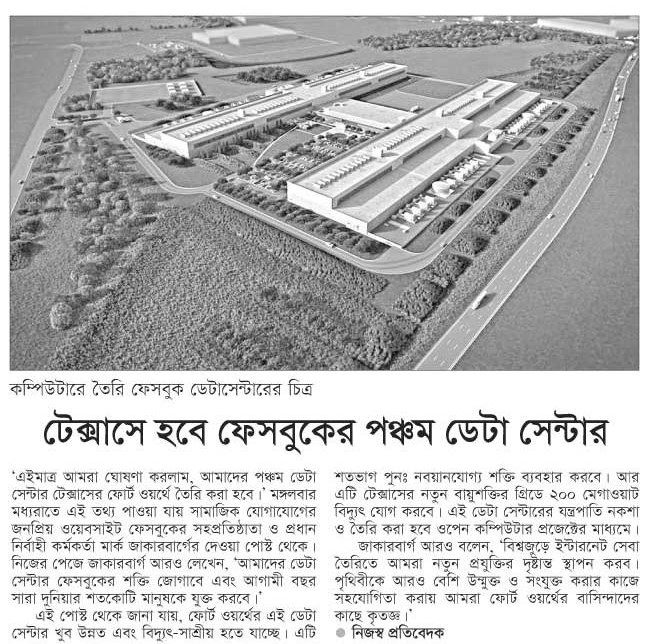 কম্পিউটারে তৈরি ফেসবুক ডেটাসেন্টারের চিত্র
টেক্সাসে হবে ফেসবুকের পঞ্চম ডেটা সেন্টার
‘এইমাত্র আমরা ঘোষণা করলাম, আমাদের পঞ্চম ডেটা
সেন্টার টেক্সাসের ফোর্ট ওয়র্থে তৈরি করা হবে।’ মঙ্গলবার
মধ্যরাতে এই তথ্য পাওয়া যায় সামাজিক যোগাযোগের
জনপ্রিয় ওয়েবসাইট ফেসবুকের সহপ্রতিষ্ঠাতা ও প্রধান
নির্বাহী কর্মকর্তা মার্ক জাকারবার্গের দেওয়া পোস্ট থেকে।
নিজের পেজে জাকারবার্গ আরও লেখেন, ‘আমাদের ডেটা
সেন্টার ফেসবুকের শক্তি জোগাবে এবং আগামী বছর
সারা দুনিয়ার শতকোটি মানুষকে যুক্ত করবে।’
এই পোস্ট থেকে জানা যায়, ফোর্ট ওয়র্থের এই ডেটা
সেন্টার খুব উন্নত এবং বিদ্যুৎ-সাশ্রীয় হতে যাচ্ছে। এটি
শতভাগ পুনঃ নবয়ানযোগ্য শক্তি ব্যবহার করবে। আর
এটি টেক্সাসের নতুন বায়ুশক্তির গ্রিডে ২০০ মেগাওয়াট
বিদ্যুৎ যোগ করবে। এই ডেটা সেন্টারের যন্ত্রপাতি নকশা
ও তৈরি করা হবে ওপেন কম্পিউটার প্রজেক্টের মাধ্যমে।
জাকারবার্গ আরও বলেন, ‘বিশ্বজুড়ে ইন্টারনেট সেবা
তৈরিতে আমরা নতুন প্রযুক্তির দৃষ্টান্ত স্থাপন করব।
পৃথিবীকে আরও বেশি উন্মুক্ত ও সংযুক্ত করার কাজে
সহযোগিতা করায় আমরা ফোর্ট ওয়র্থের বাসিন্দাদের
কাছে কৃতজ্ঞ।’
● নিজস্ব প্রতিবেদক